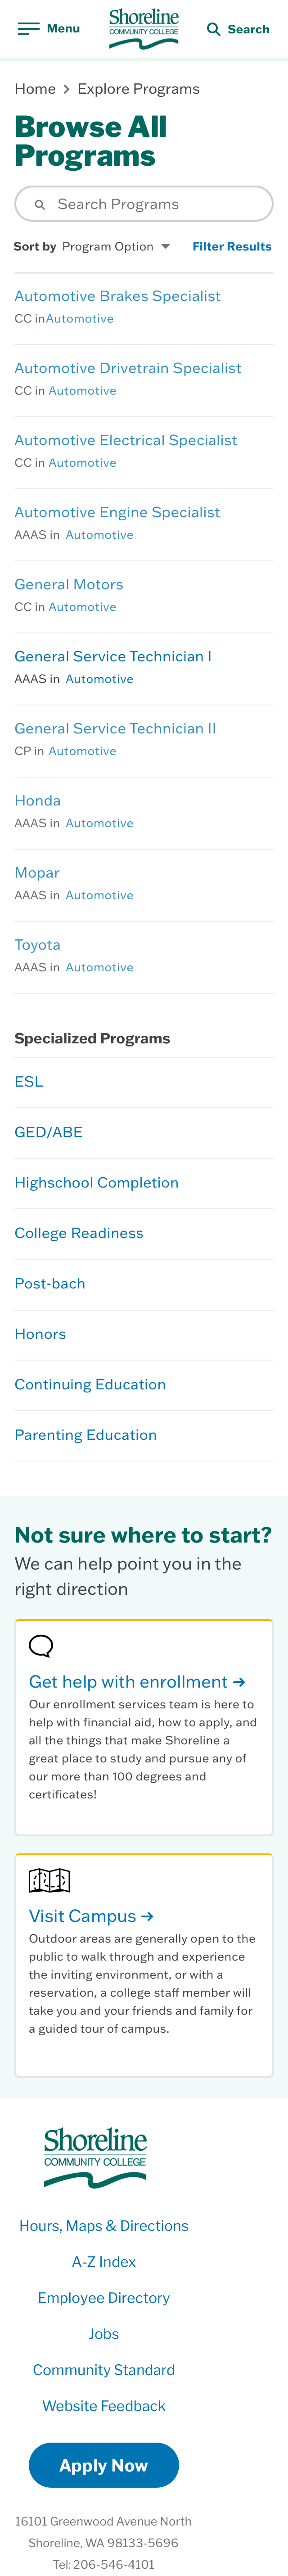 Menu
Shoreline
COMMUNITY COLLEGE
Search
Home > Explore Programs
Browse All
Programs
Search Programs
Sort by Program Option
Filter Results
Automotive Brakes Specialist
CC inAutomotive
Automotive Drivetrain Specialist
CC in Automotive
Automotive Electrical Specialist
CC in Automotive
Automotive Engine Specialist
AAAS in Automotive
General Motors
CC in Automotive
General Service Technician I
AAAS in Automotive
General Service Technician II
CP in Automotive
Honda
AAAS in Automotive
Mopar
AAAS in Automotive
Toyota
AAAS in Automotive
Specialized Programs
ESL
GED/ABE
Highschool Completion
College Readiness
Post-bach
Honors
Continuing Education
Parenting Education
Not sure where to start?
We can help point you in the
right direction
Get help with enrollment →
Our enrollment services team is here to
help with financial aid, how to apply, and
all the things that make Shoreline a
great place to study and pursue any of
our more than 100 degrees and
certificates!
Visit Campus →
Outdoor areas are generally open to the
public to walk through and experience
the inviting environment, or with a
reservation, a college staff member will
take you and your friends and family for
a guided tour of campus.
Shoreline
COMMUNITY COLLEGE
Hours, Maps & Directions
A-Z Index
Employee Directory
Jobs
Community Standard
Website Feedback
Apply Now
16101 Greenwood Avenue North
Shoreline, WA 98133-5696
Tel: 206-546-4101